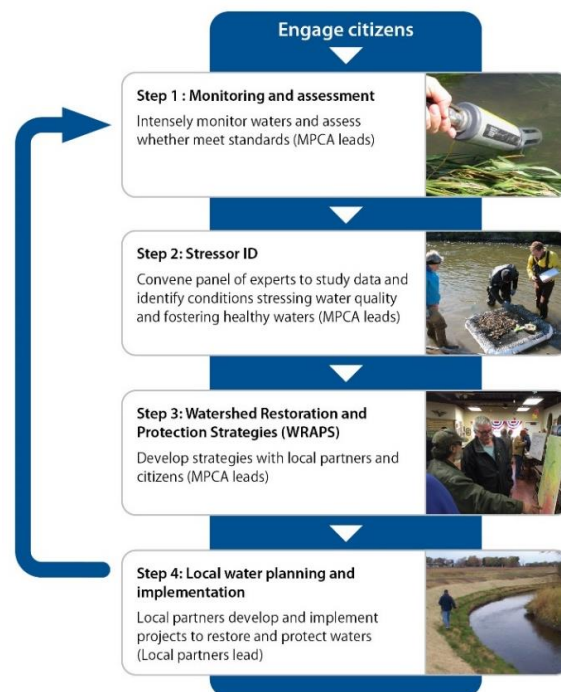 Engage citizens
Step 1 : Monitoring and assessment
Intensely monitor waters and assess
whether meet standards (MPCA leads)
Step 2: Stressor ID
Convene panel of experts to study data and
identify conditions stressing water quality
and fostering healthy waters (MPCA leads)
Step 3: Watershed Restoration and
Protection Strategies (WRAPS)
Develop strategies with local partners and
citizens (MPCA leads)
Step 4: Local water planning and
implementation
Local partners develop and implement
projects to restore and protect waters
(Local partners lead)